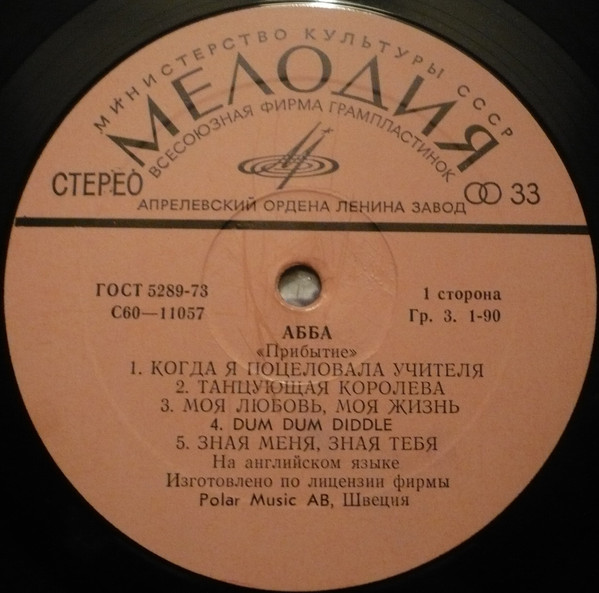 МИНИСТЕРСТВО КУЛЬТУРЫ СССР
МЕЛОДИЯ
ВСЕСОЮЗНАЯ ФИРМА ГРАМПЛАСТИНОК
СТЕРЕО
33
АПРЕЛЕВСКИЙ ОРДЕНА ЛЕНИНА ЗАВОД
ГОСТ 5289-73
1 сторона
С60—11057
Гр. 3. 1-90
АББА
«Прибытие»
1. КОГДА Я ПОЦЕЛОВАЛА УЧИТЕЛЯ
2. ТАНЦУЮЩАЯ КОРОЛЕВА
3. МОЯ ЛЮБОВЬ, МОЯ ЖИЗНЬ
4. DUM DUM DIDDLE
5. ЗНАЯ МЕНЯ, ЗНАЯ ТЕБЯ
На английском языке
Изготовлено по лицензии фирмы
Polar Music AB, Швеция